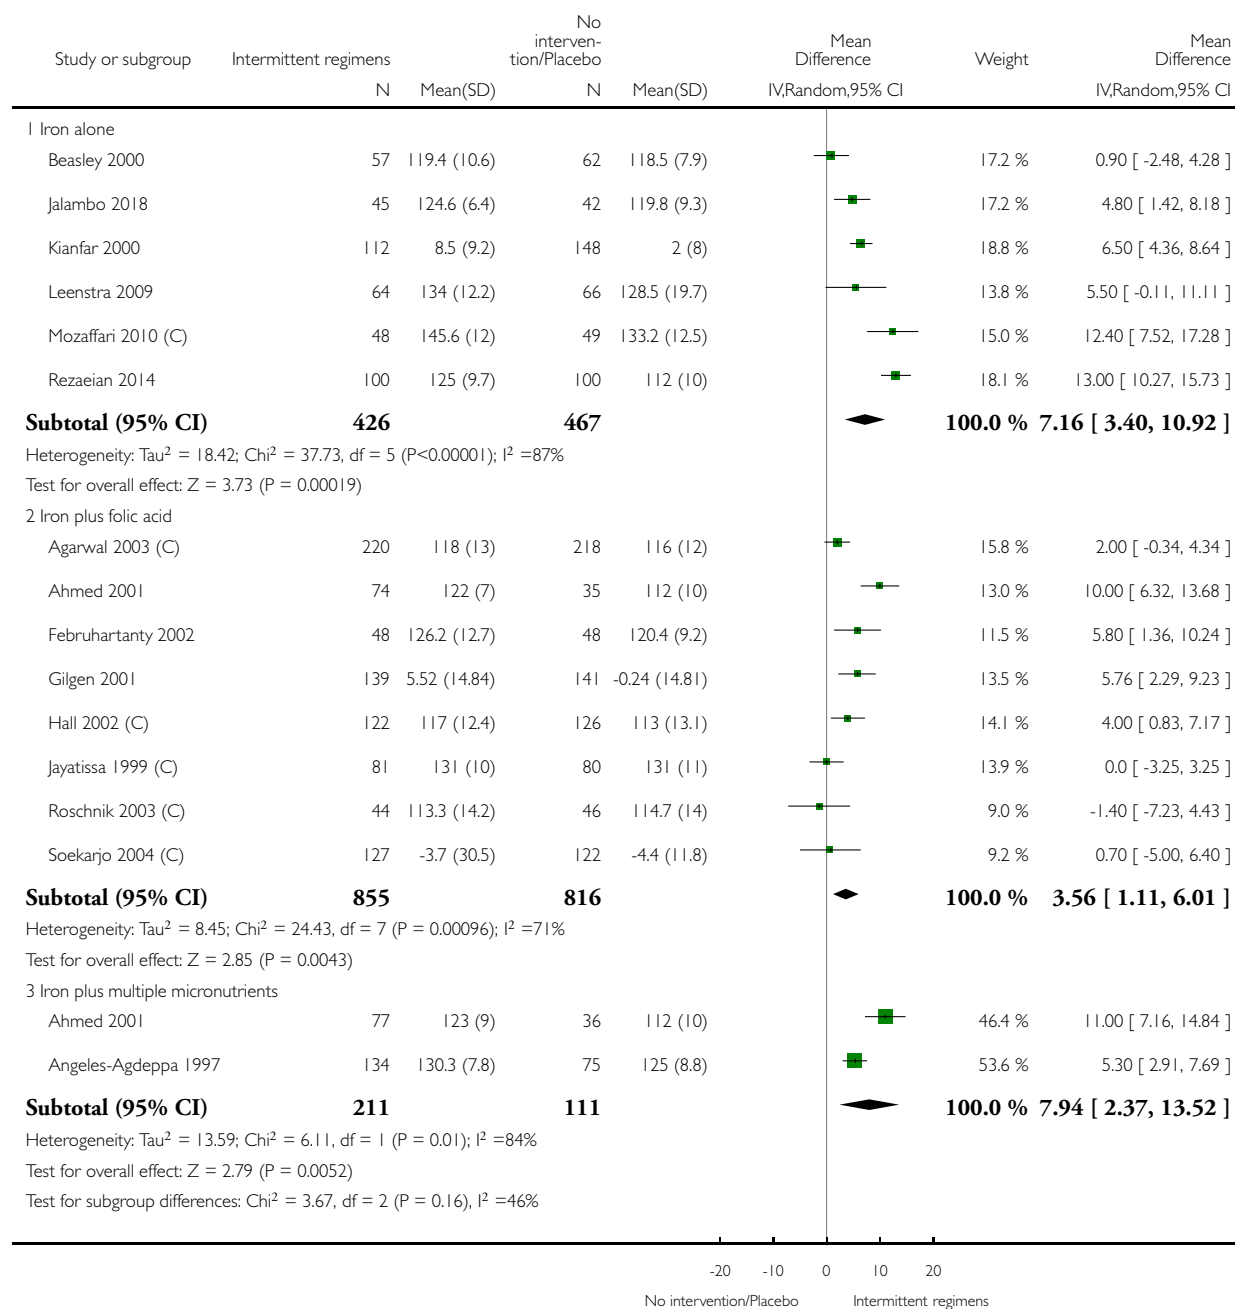 No
interven-
tion/Placebo
Study or subgroup Intermittent regimens Mean Difference Weight Mean Difference
N Mean(SD) N Mean(SD) IV,Random,95% CI IV,Random,95% CI
1 Iron alone
Beasley 2000 57 119.4 (10.6) 62 118.5 (7.9) 17.2 % 0.90 [ -2.48, 4.28 ]
Jalambo 2018 45 124.6 (6.4) 42 119.8 (9.3) 17.2 % 4.80 [ 1.42, 8.18 ]
Kianfar 2000 112 8.5 (9.2) 148 2 (8) 18.8 % 6.50 [ 4.36, 8.64 ]
Leenstra 2009 64 134 (12.2) 66 128.5 (19.7) 13.8 % 5.50 [ -0.11, 11.11 ]
Mozaffari 2010 (C) 48 145.6 (12) 49 133.2 (12.5) 15.0 % 12.40 [ 7.52, 17.28 ]
Rezaeian 2014 100 125 (9.7) 100 112 (10) 18.1 % 13.00 [ 10.27, 15.73 ]
Subtotal (95% CI) 426 467 100.0 % 7.16 [ 3.40, 10.92 ]
Heterogeneity: Tau² = 18.42; Chi² = 37.73, df = 5 (P<0.00001); I² =87%
Test for overall effect: Z = 3.73 (P = 0.00019)
2 Iron plus folic acid
Agarwal 2003 (C) 220 118 (13) 218 116 (12) 15.8 % 2.00 [ -0.34, 4.34 ]
Ahmed 2001 74 122 (7) 35 112 (10) 13.0 % 10.00 [ 6.32, 13.68 ]
Februhartanty 2002 48 126.2 (12.7) 48 120.4 (9.2) 11.5 % 5.80 [ 1.36, 10.24 ]
Gilgen 2001 139 5.52 (14.84) 141 -0.24 (14.81) 13.5 % 5.76 [ 2.29, 9.23 ]
Hall 2002 (C) 122 117 (12.4) 126 113 (13.1) 14.1 % 4.00 [ 0.83, 7.17 ]
Jayatissa 1999 (C) 81 131 (10) 80 131 (11) 13.9 % 0.0 [ -3.25, 3.25 ]
Roschnik 2003 (C) 44 113.3 (14.2) 46 114.7 (14) 9.0 % -1.40 [ -7.23, 4.43 ]
Soekarjo 2004 (C) 127 -3.7 (30.5) 122 -4.4 (11.8) 9.2 % 0.70 [ -5.00, 6.40 ]
Subtotal (95% CI) 855 816 100.0 % 3.56 [ 1.11, 6.01 ]
Heterogeneity: Tau² = 8.45; Chi² = 24.43, df = 7 (P = 0.00096); I² =71%
Test for overall effect: Z = 2.85 (P = 0.0043)
3 Iron plus multiple micronutrients
Ahmed 2001 77 123 (9) 36 112 (10) 46.4 % 11.00 [ 7.16, 14.84 ]
Angeles-Agdeppa 1997 134 130.3 (7.8) 75 125 (8.8) 53.6 % 5.30 [ 2.91, 7.69 ]
Subtotal (95% CI) 211 111 100.0 % 7.94 [ 2.37, 13.52 ]
Heterogeneity: Tau² = 13.59; Chi² = 6.11, df = 1 (P = 0.01); I² =84%
Test for overall effect: Z = 2.79 (P = 0.0052)
Test for subgroup differences: Chi² = 3.67, df = 2 (P = 0.16), I² =46%
-20 -10 0 10 20
No intervention/Placebo Intermittent regimens